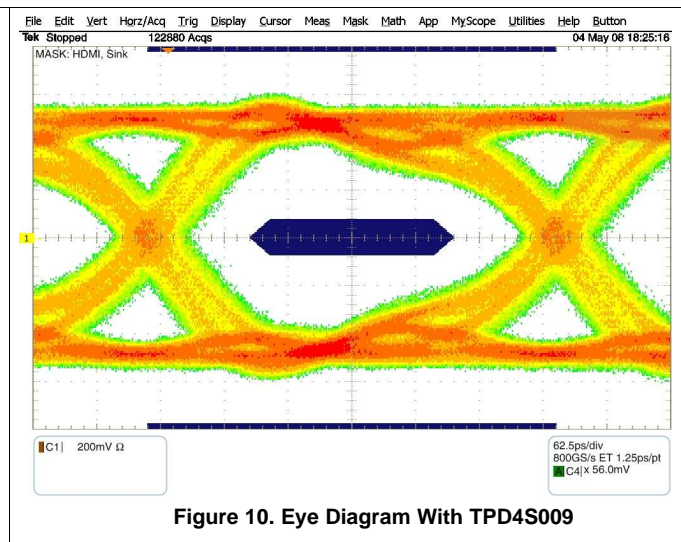 File Edit Vert Horz/Acq Trig Display Cursor Meas Mask Math App MyScope Utilities Help Button
Tek Stopped 122880 Acqs 04 May 08 18:25:16
MASK: HDMI, Sink
1
C1 200mV Ω
62.5ps/div
800GS/s ET 1.25ps/pt
A C4 x 56.0mV
Figure 10. Eye Diagram With TPD4S009